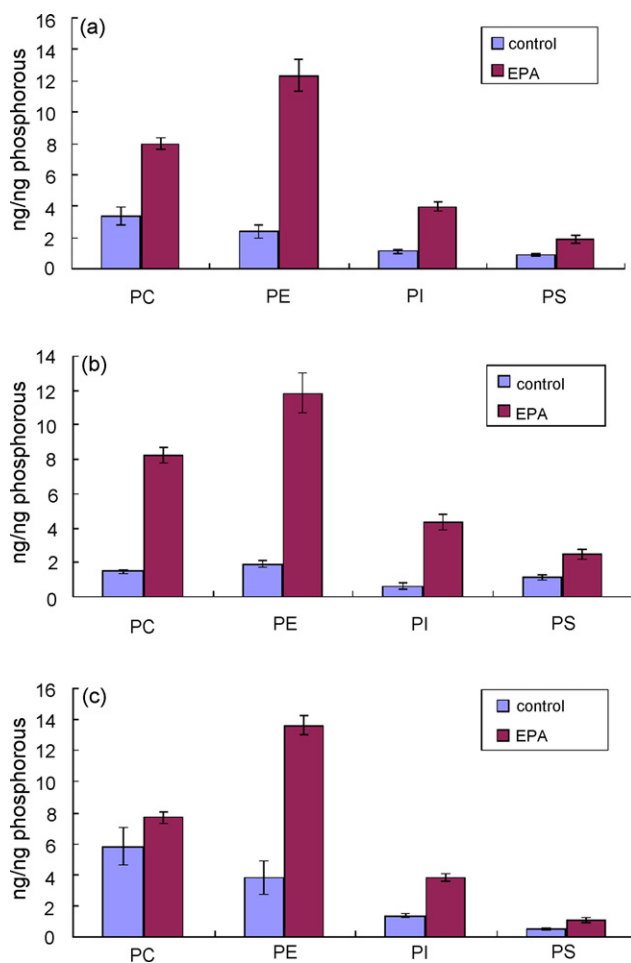 (a)
control
EPA
ng/ng phosphorous
16
14
12
10
8
6
4
2
0
PC PE PI PS
(b)
control
EPA
ng/ng phosphorous
14
12
10
8
6
4
2
0
PC PE PI PS
(c)
control
EPA
ng/ng phosphorous
16
14
12
10
8
6
4
2
0
PC PE PI PS